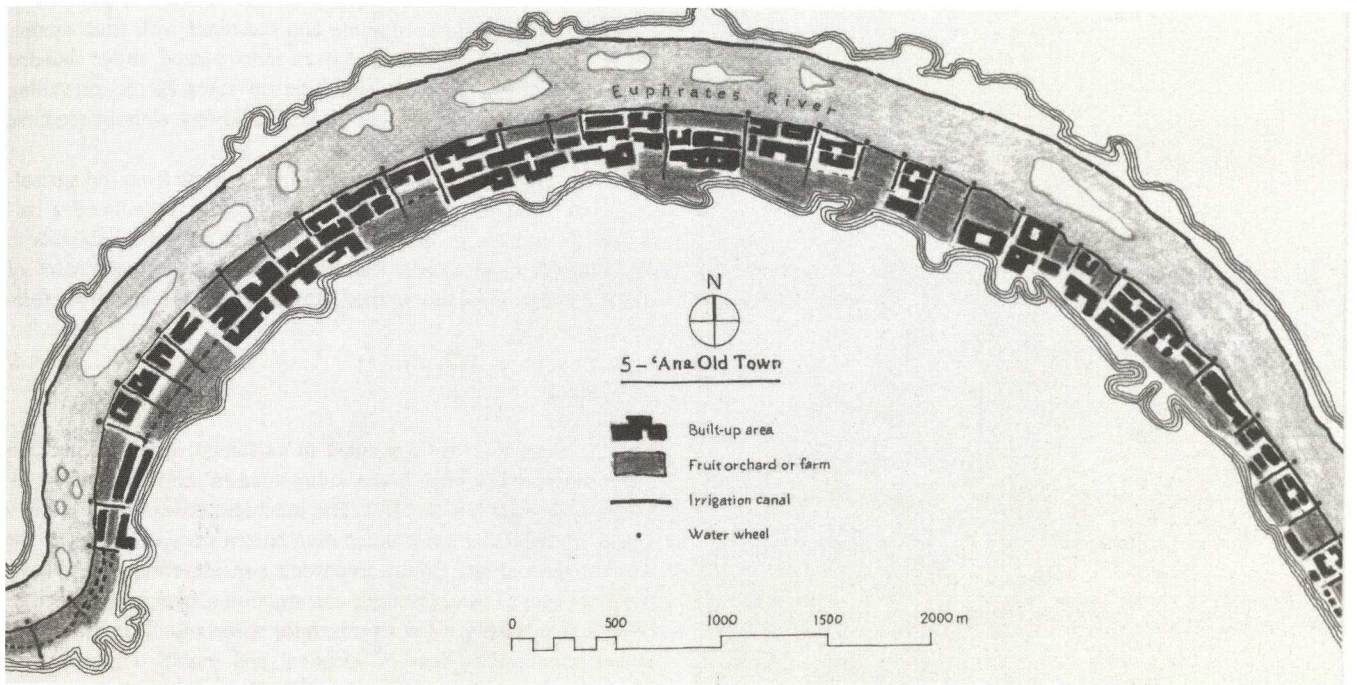 Euphrates River
N
5 – ‘Ana Old Town
Built-up area
Fruit orchard or farm
Irrigation canal
Water wheel
0 500 1000 1500 2000 m